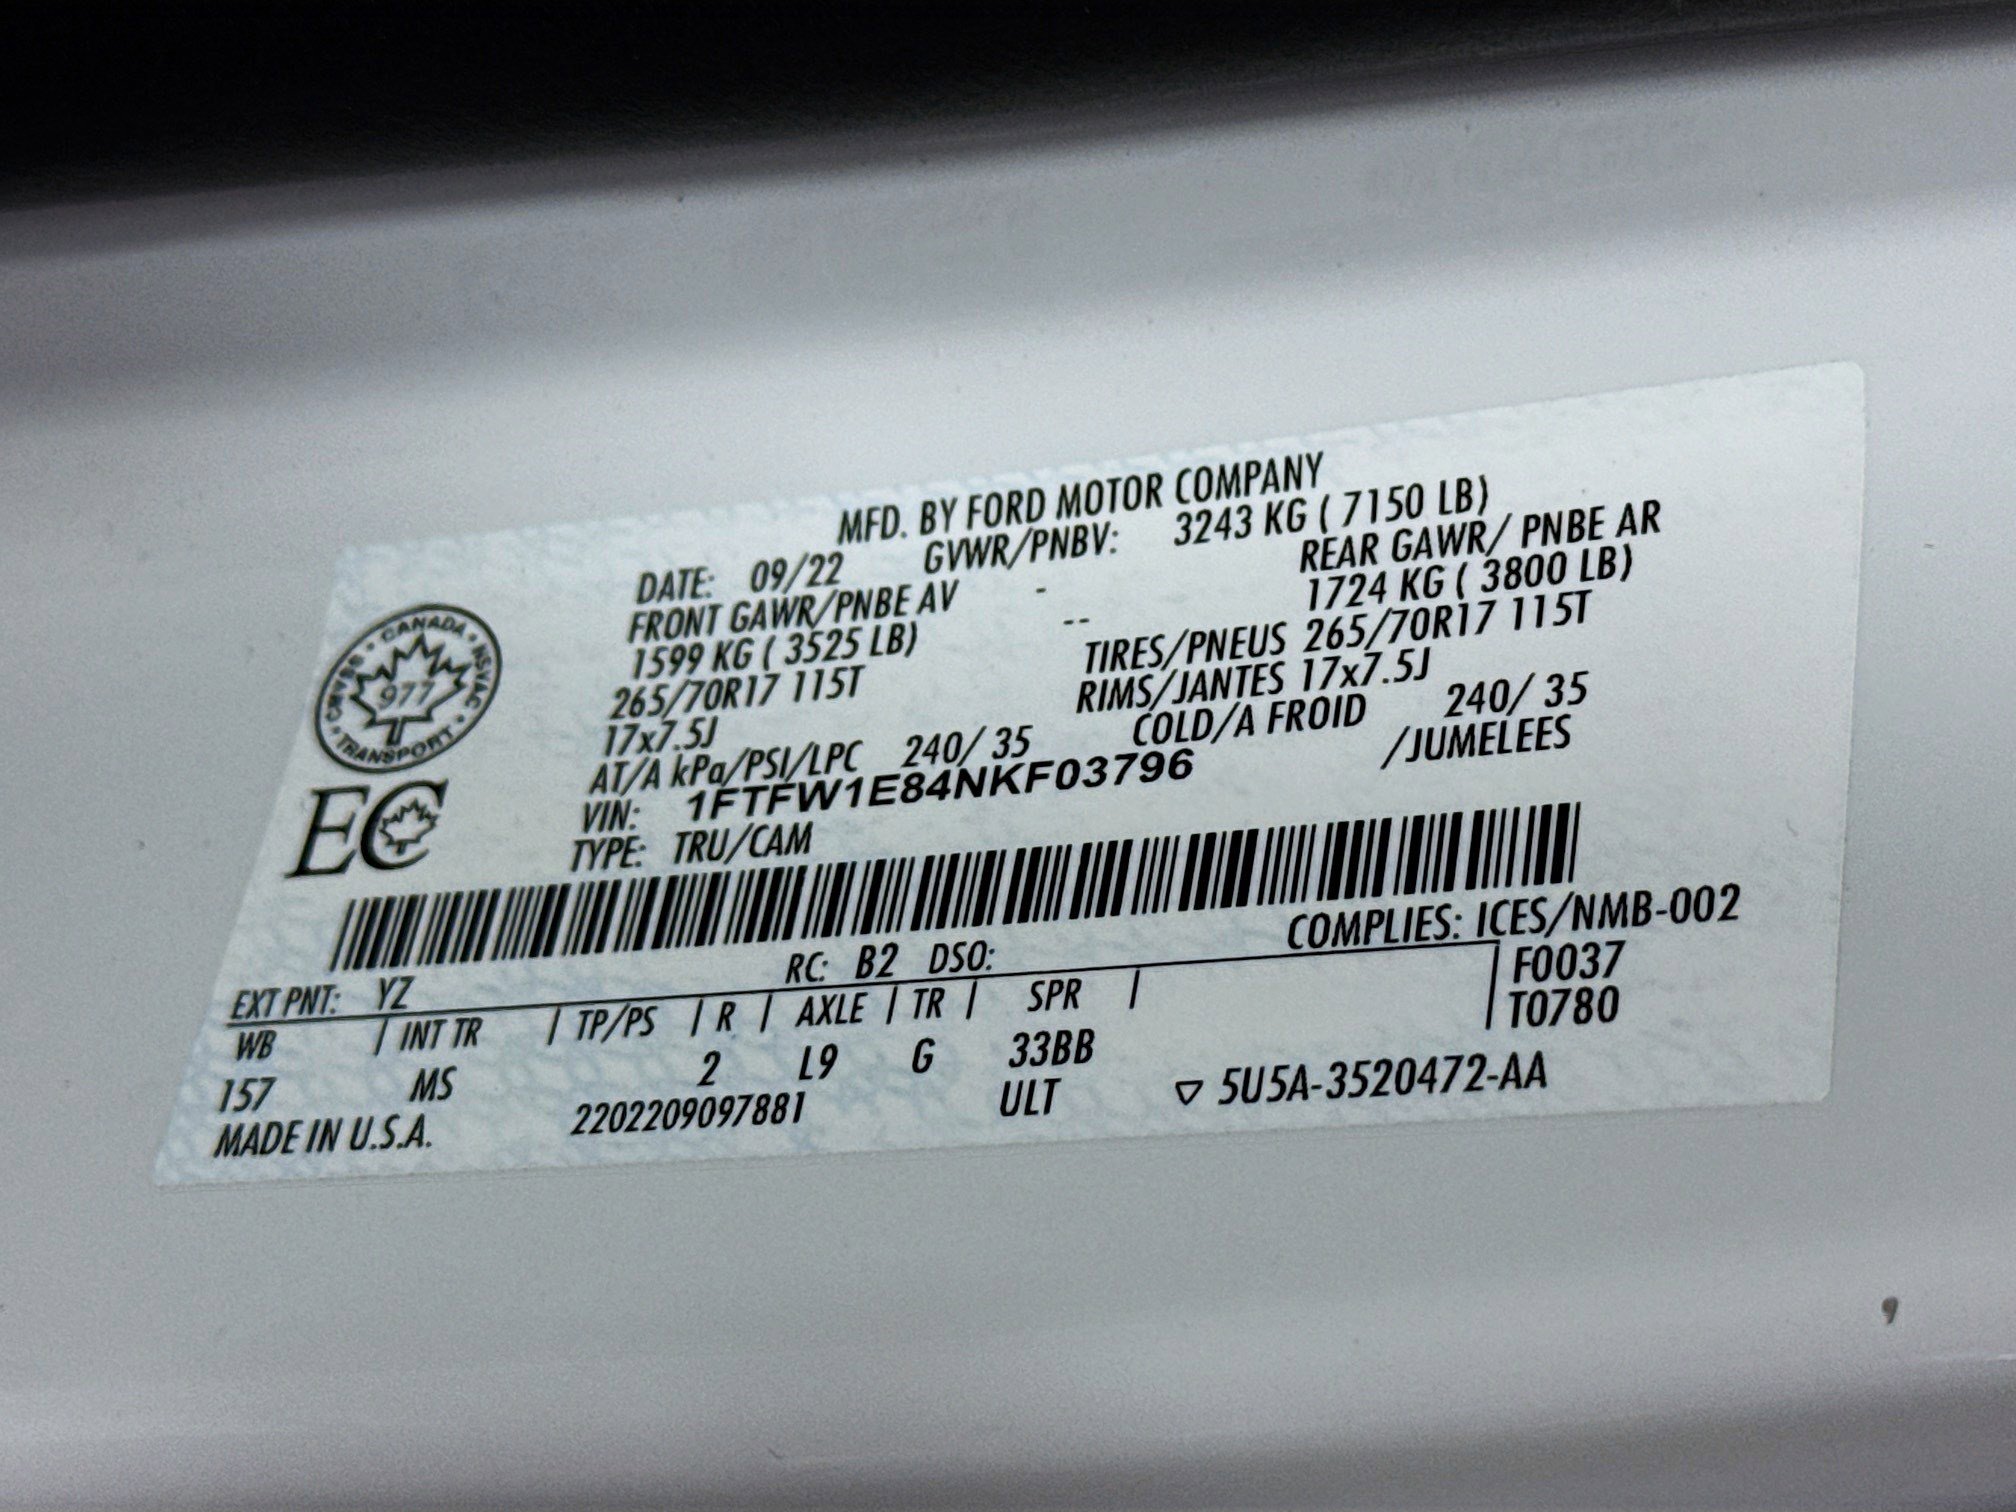 MFD. BY FORD MOTOR COMPANY
DATE: 09/22 GVWR/PNBV: 3243 KG ( 7150 LB)
FRONT GAWR/PNBE AV - REAR GAWR/ PNBE AR
1599 KG ( 3525 LB) -- 1724 KG ( 3800 LB)
265/70R17 115T TIRES/PNEUS 265/70R17 115T
17x7.5J RIMS/JANTES 17x7.5J
AT/A kPa/PSI/LPC 240/ 35 COLD/A FROID 240/ 35
VIN: 1FTFW1E84NKF03796 /JUMELEES
TYPE: TRU/CAM
CANADA · NSVAC · TRANSPORT · CMVSS ·
977
EC
COMPLIES: ICES/NMB-002
EXT PNT: YZ RC: B2 DSO: F0037
WB | INT TR | TP/PS | R | AXLE | TR | SPR | T0780
157 MS 2 L9 G 33BB
MADE IN U.S.A. 2202209097881 ULT ▽ 5U5A-3520472-AA